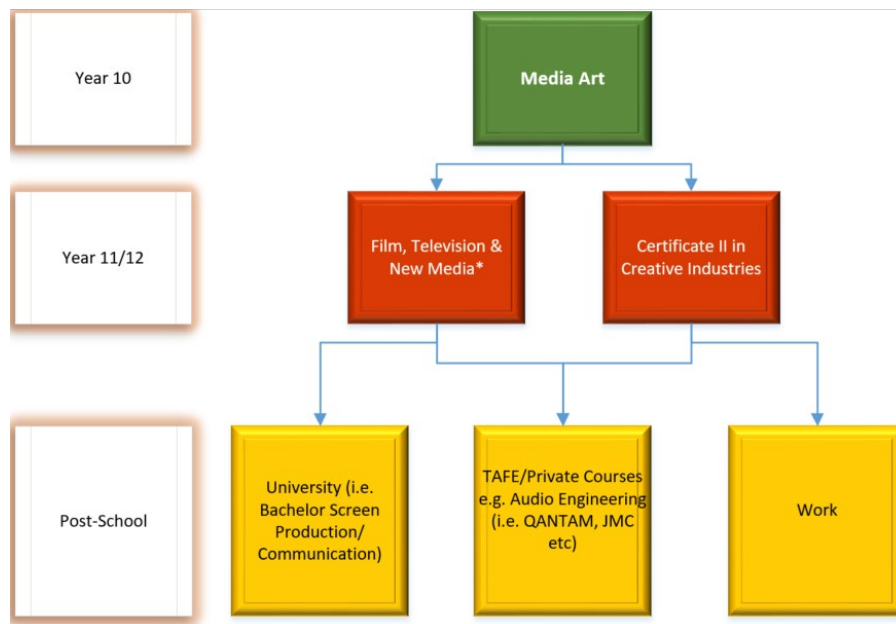 Year 10
Media Art
Year 11/12
Film, Television &
New Media*
Certificate II in
Creative Industries
Post-School
University (i.e.
Bachelor Screen
Production/
Communication)
TAFE/Private Courses
e.g. Audio Engineering
(i.e. QANTAM, JMC
etc)
Work